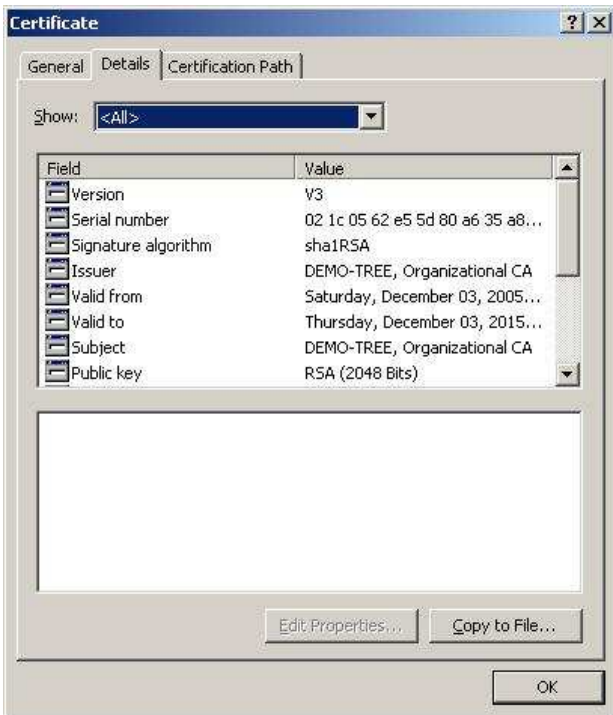 Certificate
General Details Certification Path
Show: <All>
Field Value
Version V3
Serial number 02 1c 05 62 e5 5d 80 a6 35 a8...
Signature algorithm sha1RSA
Issuer DEMO-TREE, Organizational CA
Valid from Saturday, December 03, 2005...
Valid to Thursday, December 03, 2015...
Subject DEMO-TREE, Organizational CA
Public key RSA (2048 Bits)
Edit Properties... Copy to File...
OK